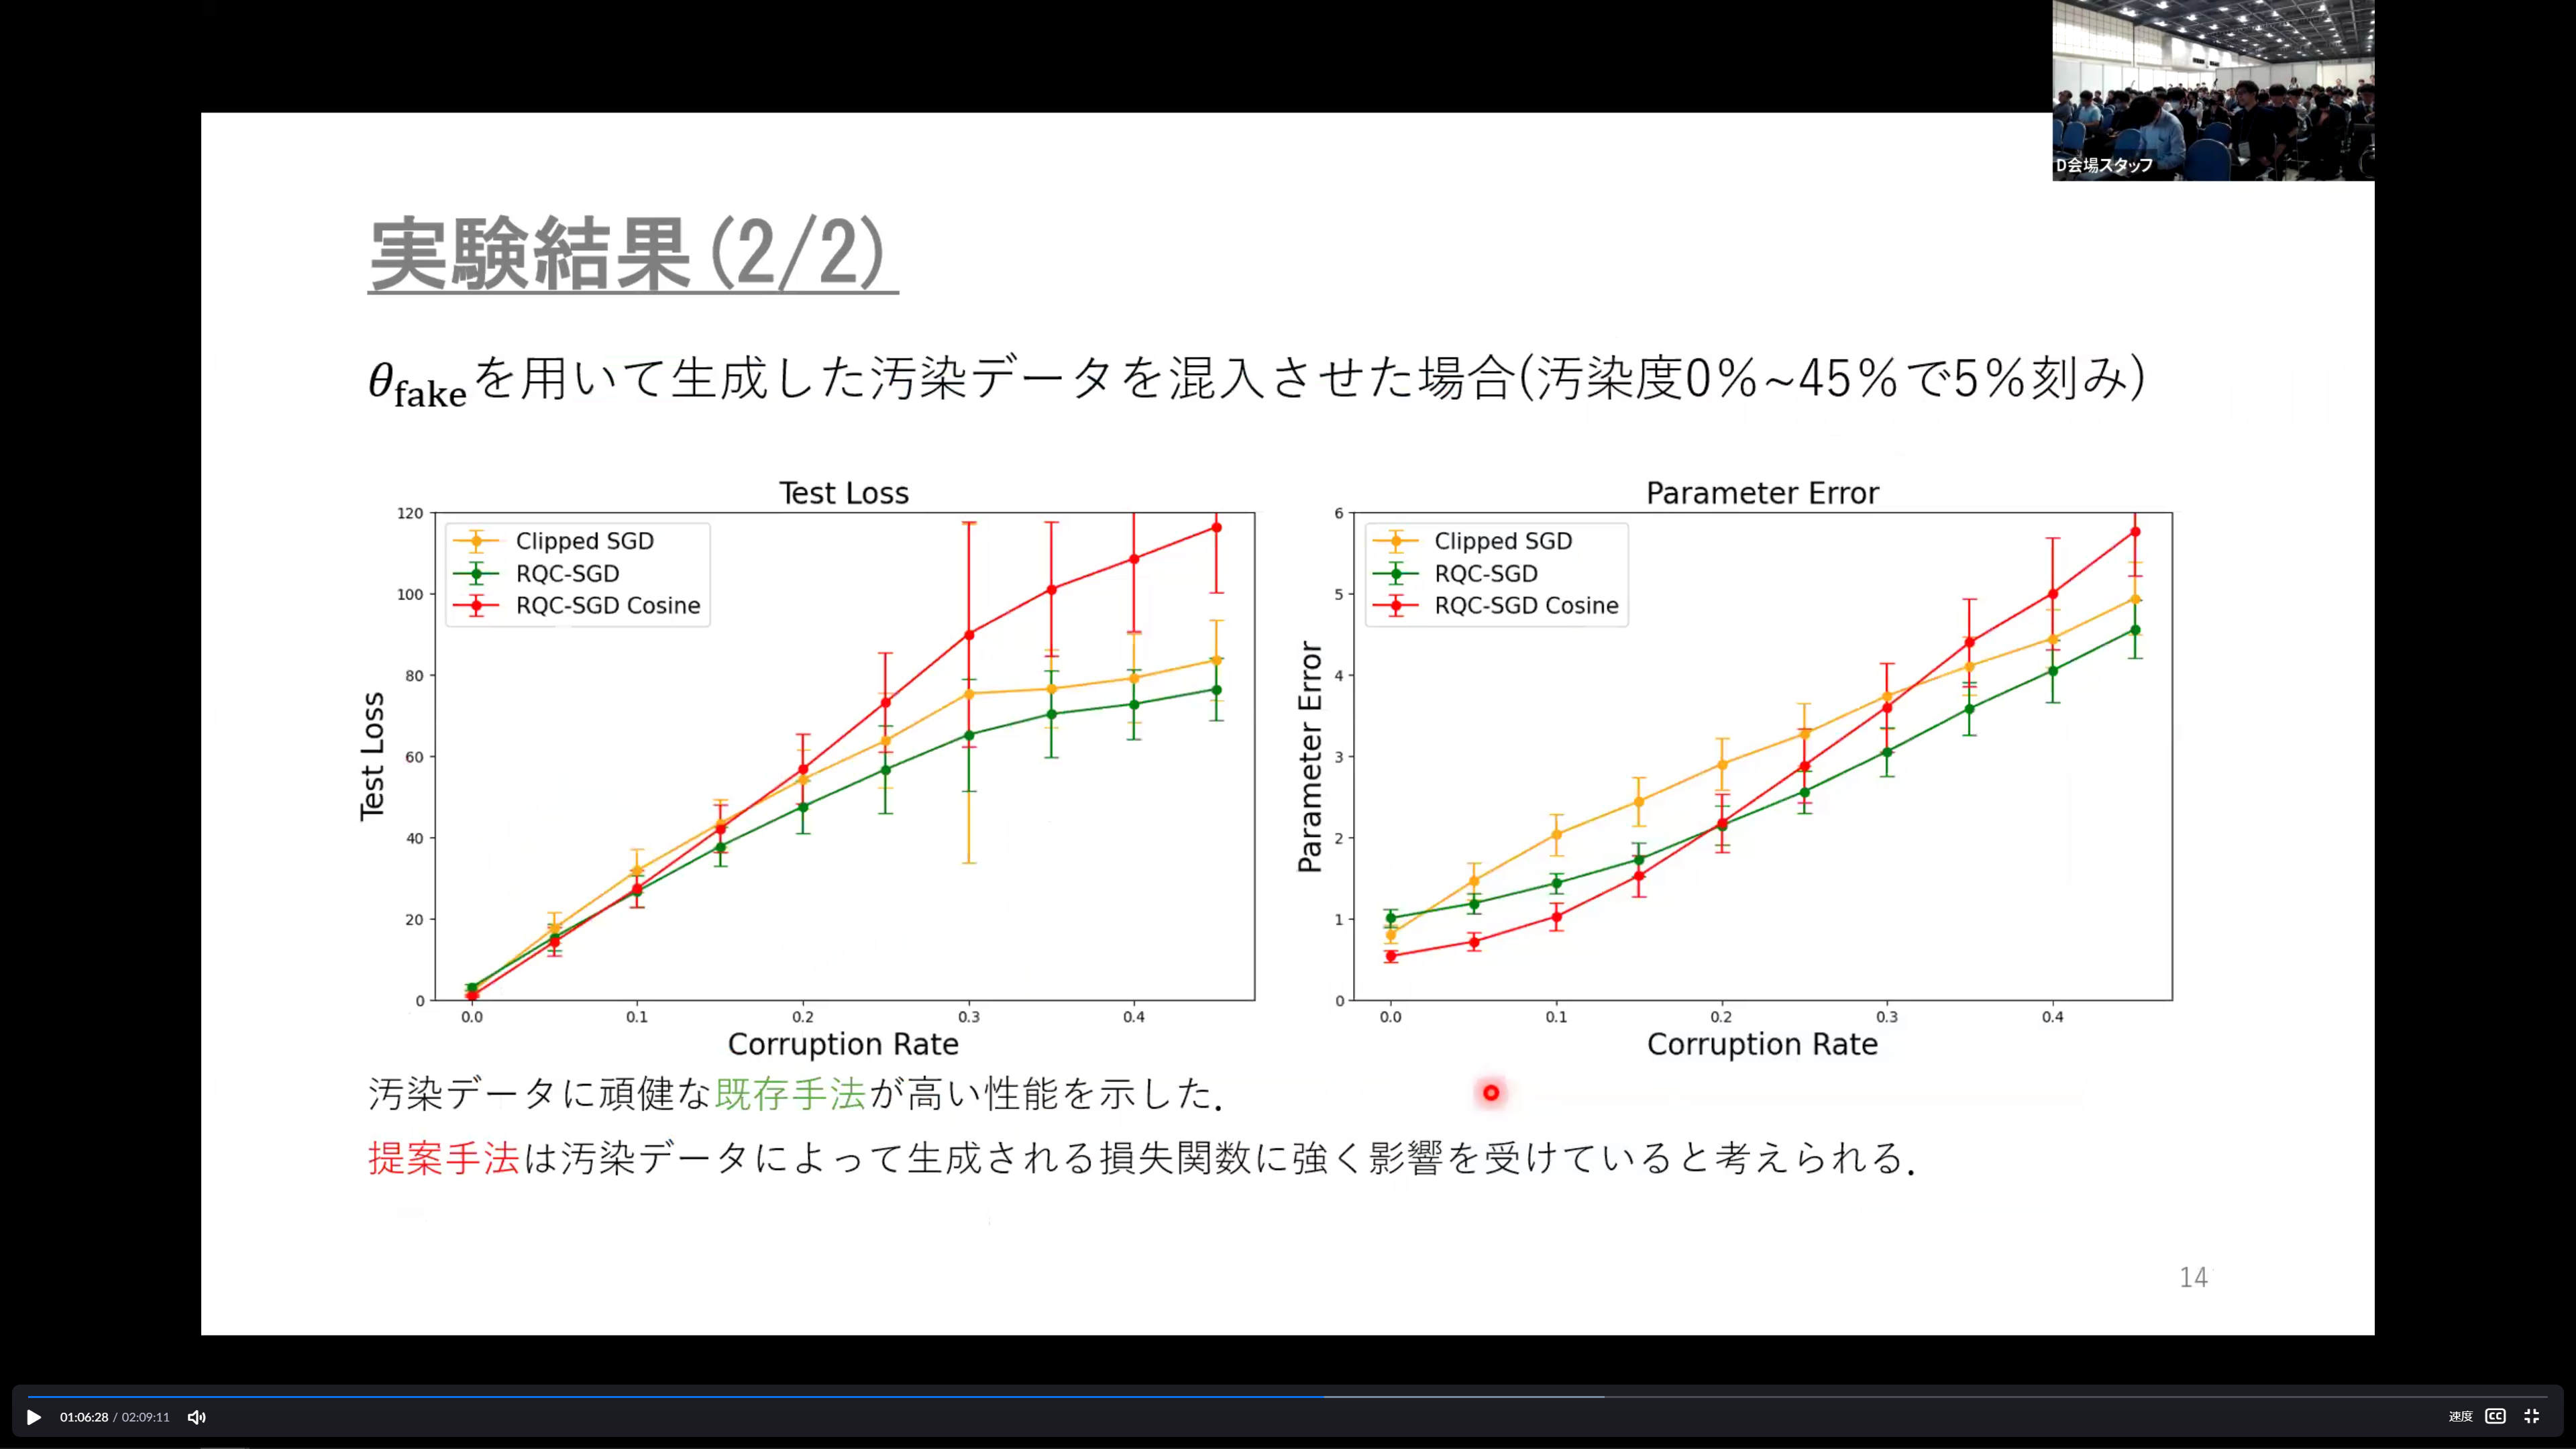 D会場スタッフ
実験結果(2/2)
θfakeを用いて生成した汚染データを混入させた場合(汚染度0%~45%で5%刻み)
Test Loss
120
100
80
60
40
20
0
Test Loss
Clipped SGD
RQC-SGD
RQC-SGD Cosine
0.0 0.1 0.2 0.3 0.4
Corruption Rate
Parameter Error
6
5
4
3
2
1
0
Parameter Error
Clipped SGD
RQC-SGD
RQC-SGD Cosine
0.0 0.1 0.2 0.3 0.4
Corruption Rate
汚染データに頑健な既存手法が高い性能を示した.
提案手法は汚染データによって生成される損失関数に強く影響を受けていると考えられる.
14
01:06:28 / 02:09:11
速度 CC